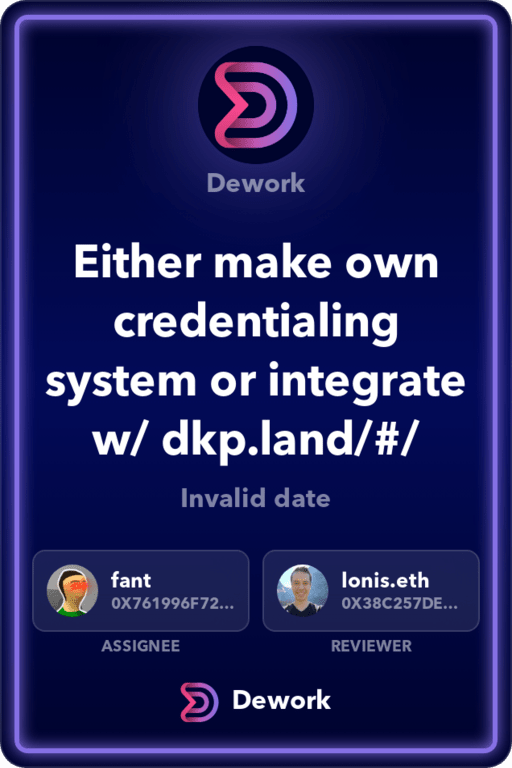 Dework
Either make own
credentialing
system or integrate
w/ dkp.land/#/
Invalid date
fant
0X761996F72...
ASSIGNEE
lonis.eth
0X38C257DE...
REVIEWER
Dework